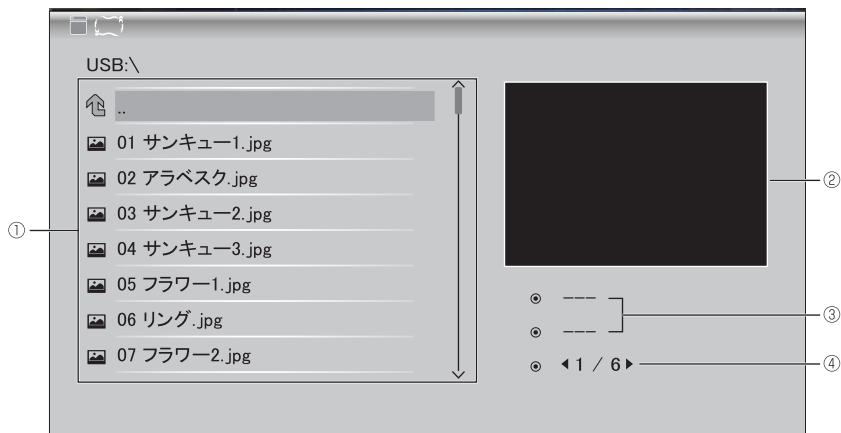 USB:\
..
01 サンキュー1.jpg
02 アラベスク.jpg
03 サンキュー2.jpg
04 サンキュー3.jpg
05 フラワー1.jpg
06 リング.jpg
07 フラワー2.jpg
①
②
---
---
③
1 / 6
④